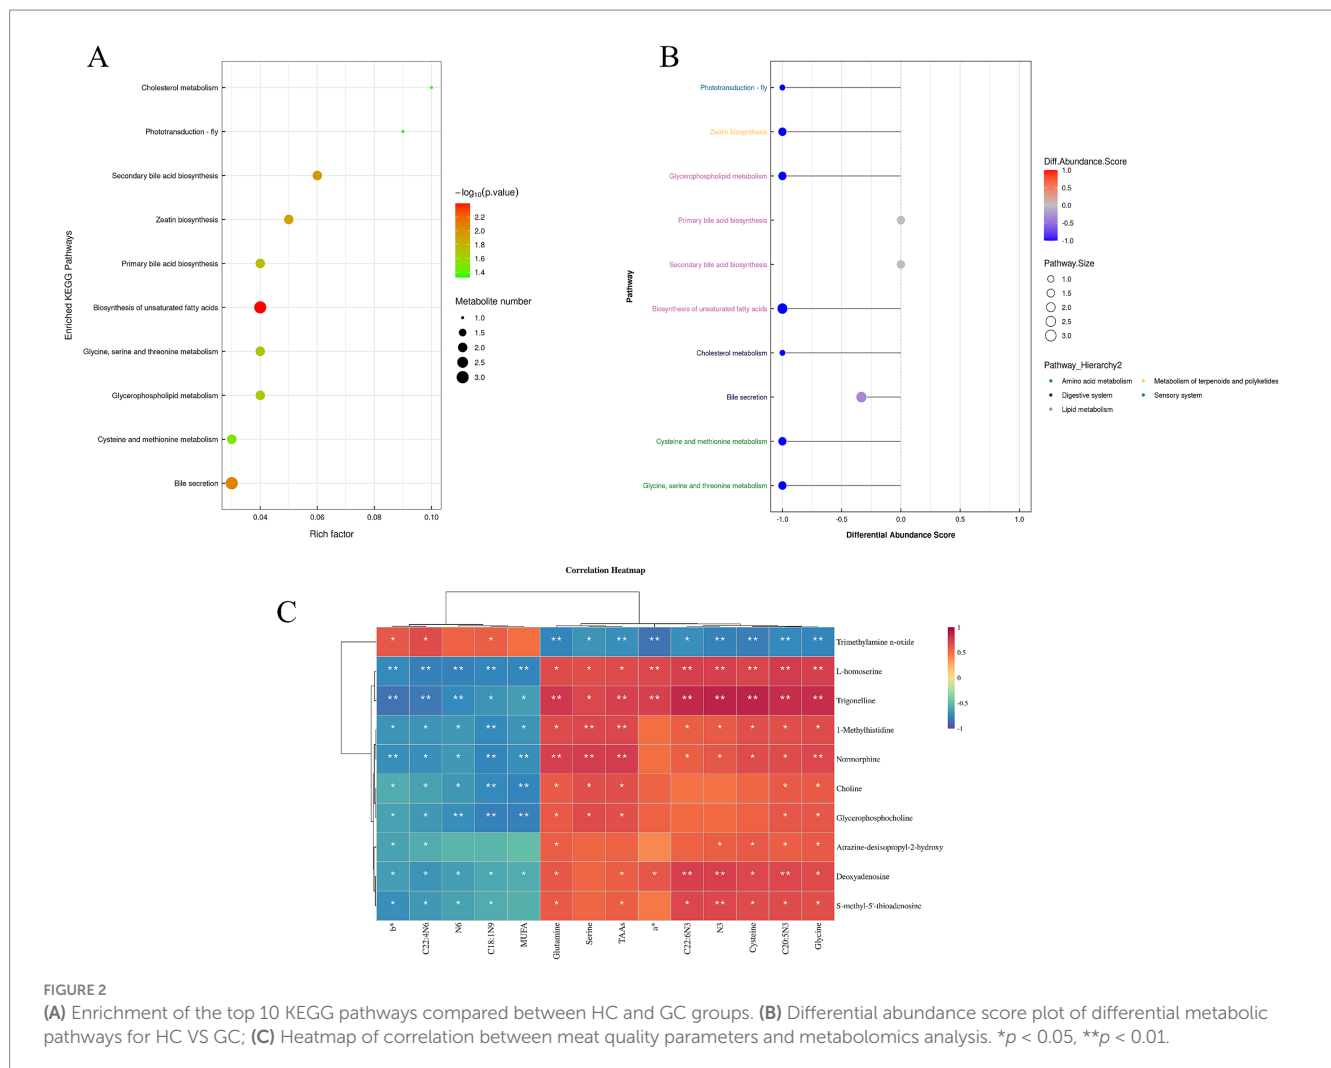 A
Cholesterol metabolism
Phototransduction - fly
Secondary bile acid biosynthesis
Zeatin biosynthesis
Primary bile acid biosynthesis
Biosynthesis of unsaturated fatty acids
Glycine, serine and threonine metabolism
Glycerophospholipid metabolism
Cysteine and methionine metabolism
Bile secretion
Enriched KEGG Pathways
0.04 0.06 0.08 0.10
Rich factor
−log10(p.value)
2.2
2.0
1.8
1.6
1.4
Metabolite number
1.0
1.5
2.0
2.5
3.0
B
Phototransduction - fly
Zeatin biosynthesis
Glycerophospholipid metabolism
Primary bile acid biosynthesis
Secondary bile acid biosynthesis
Biosynthesis of unsaturated fatty acids
Cholesterol metabolism
Bile secretion
Cysteine and methionine metabolism
Glycine, serine and threonine metabolism
Pathway
-1.0 -0.5 0.0 0.5 1.0
Differential Abundance Score
Diff.Abundance.Score
1.0
0.5
0.0
-0.5
-1.0
Pathway.Size
1.0
1.5
2.0
2.5
3.0
Pathway_Hierarchy2
Amino acid metabolism Metabolism of terpenoids and polyketides
Digestive system Sensory system
Lipid metabolism
C
Correlation Heatmap
* * * ** * ** ** * ** ** ** ** Trimethylamine n-oxide
** ** ** ** ** * * * ** ** ** ** ** ** L-homoserine
** ** ** * * ** * ** ** ** ** ** ** ** Trigonelline
* * * ** * * ** ** * * * * * 1-Methylhistidine
** * * ** ** ** ** ** * * * * ** Normorphine
* * * ** ** * * * * * Choline
* * ** ** ** * * * * * Glycerophosphocholine
* * * * * * * Atrazine-desisopropyl-2-hydroxy
* * * * * * * * ** ** * ** * Deoxyadenosine
* * * * * * * ** * * * S-methyl-5'-thioadenosine
b* C22:4N6 N6 C18:1N9 MUFA Glutamine Serine TAAs a* C22:6N3 N3 Cysteine C20:5N3 Glycine
1
0.5
0
-0.5
-1
FIGURE 2
(A) Enrichment of the top 10 KEGG pathways compared between HC and GC groups. (B) Differential abundance score plot of differential metabolic
pathways for HC VS GC; (C) Heatmap of correlation between meat quality parameters and metabolomics analysis. *p < 0.05, **p < 0.01.